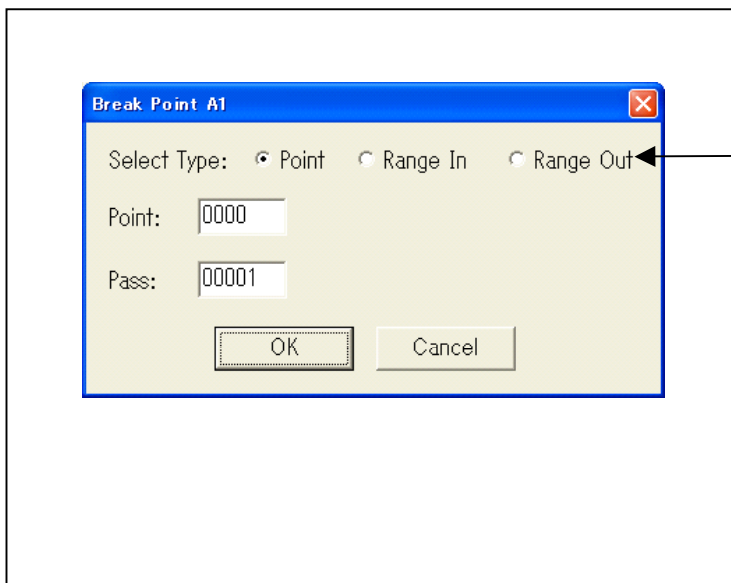 Break Point A1
Select Type: Point Range In Range Out
Point: 0000
Pass: 00001
OK Cancel